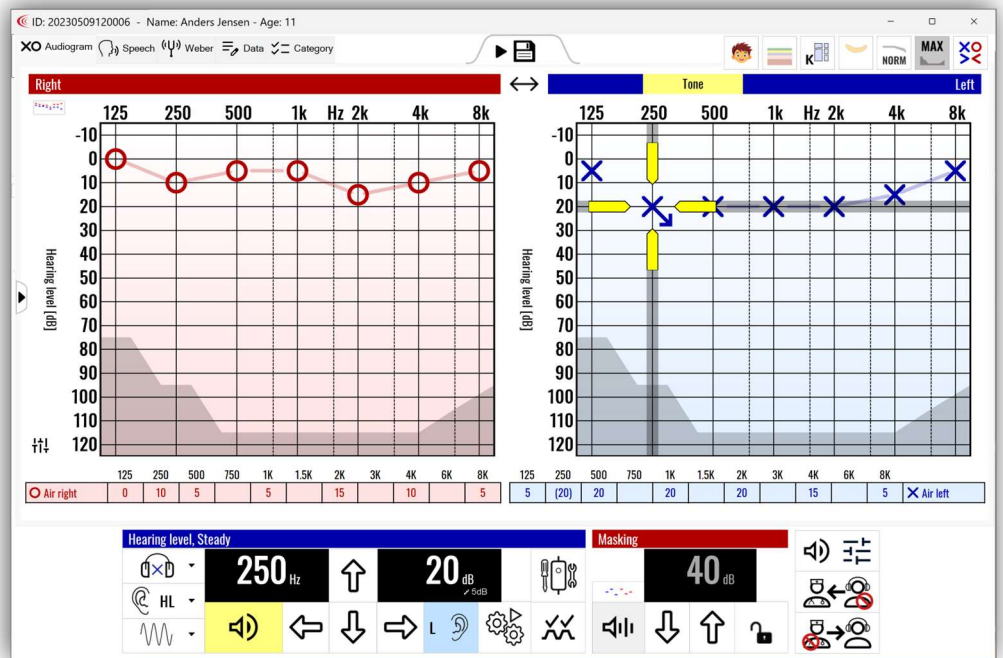 ID: 20230509120006 - Name: Anders Jensen - Age: 11
XO Audiogram Speech Weber Data Category
K NORM MAX XO
Right Tone Left
125 250 500 1k Hz 2k 4k 8k
-10
0
10
20
30
40
50
60
70
80
90
100
110
120
Hearing level [dB]
125 250 500 1k Hz 2k 4k 8k
-10
0
10
20
30
40
50
60
70
80
90
100
110
120
Hearing level [dB]
125 250 500 750 1K 1.5K 2K 3K 4K 6K 8K
Air right 0 10 5 5 15 10 5
125 250 500 750 1K 1.5K 2K 3K 4K 6K 8K
5 (20) 20 20 20 15 5 Air left
Hearing level, Steady
250 Hz
20 dB
5dB
HL
L
Masking
40 dB